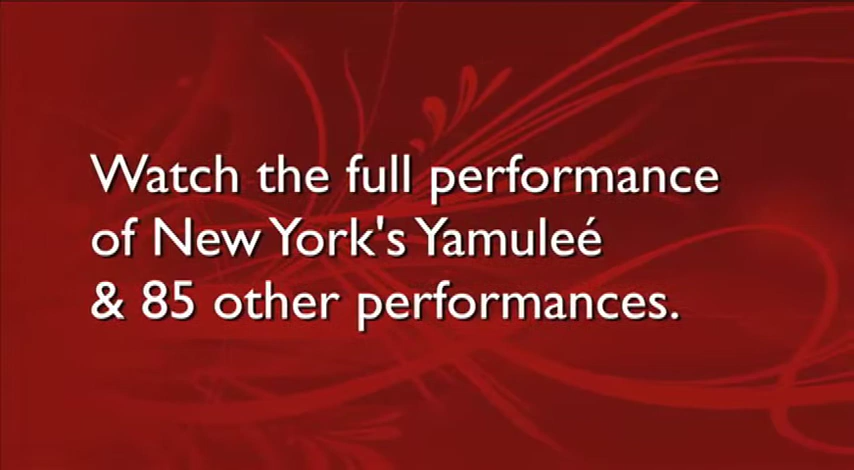 Watch the full performance
of New York's Yamuleé
& 85 other performances.